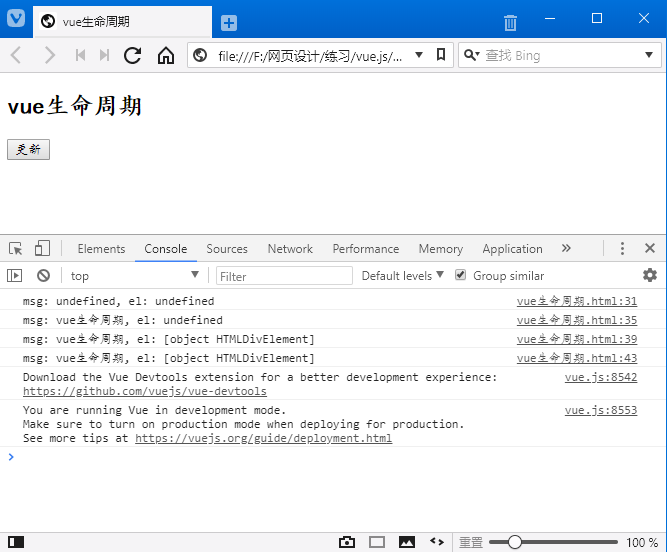 vue生命周期
file:///F:/网页设计/练习/vue.js/...
查找 Bing
vue生命周期
更新
Elements Console Sources Network Performance Memory Application »
top Filter Default levels Group similar
msg: undefined, el: undefined vue生命周期.html:31
msg: vue生命周期, el: undefined vue生命周期.html:35
msg: vue生命周期, el: [object HTMLDivElement] vue生命周期.html:39
msg: vue生命周期, el: [object HTMLDivElement] vue生命周期.html:43
Download the Vue Devtools extension for a better development experience: vue.js:8542
https://github.com/vuejs/vue-devtools
You are running Vue in development mode. vue.js:8553
Make sure to turn on production mode when deploying for production.
See more tips at https://vuejs.org/guide/deployment.html
重置 100 %